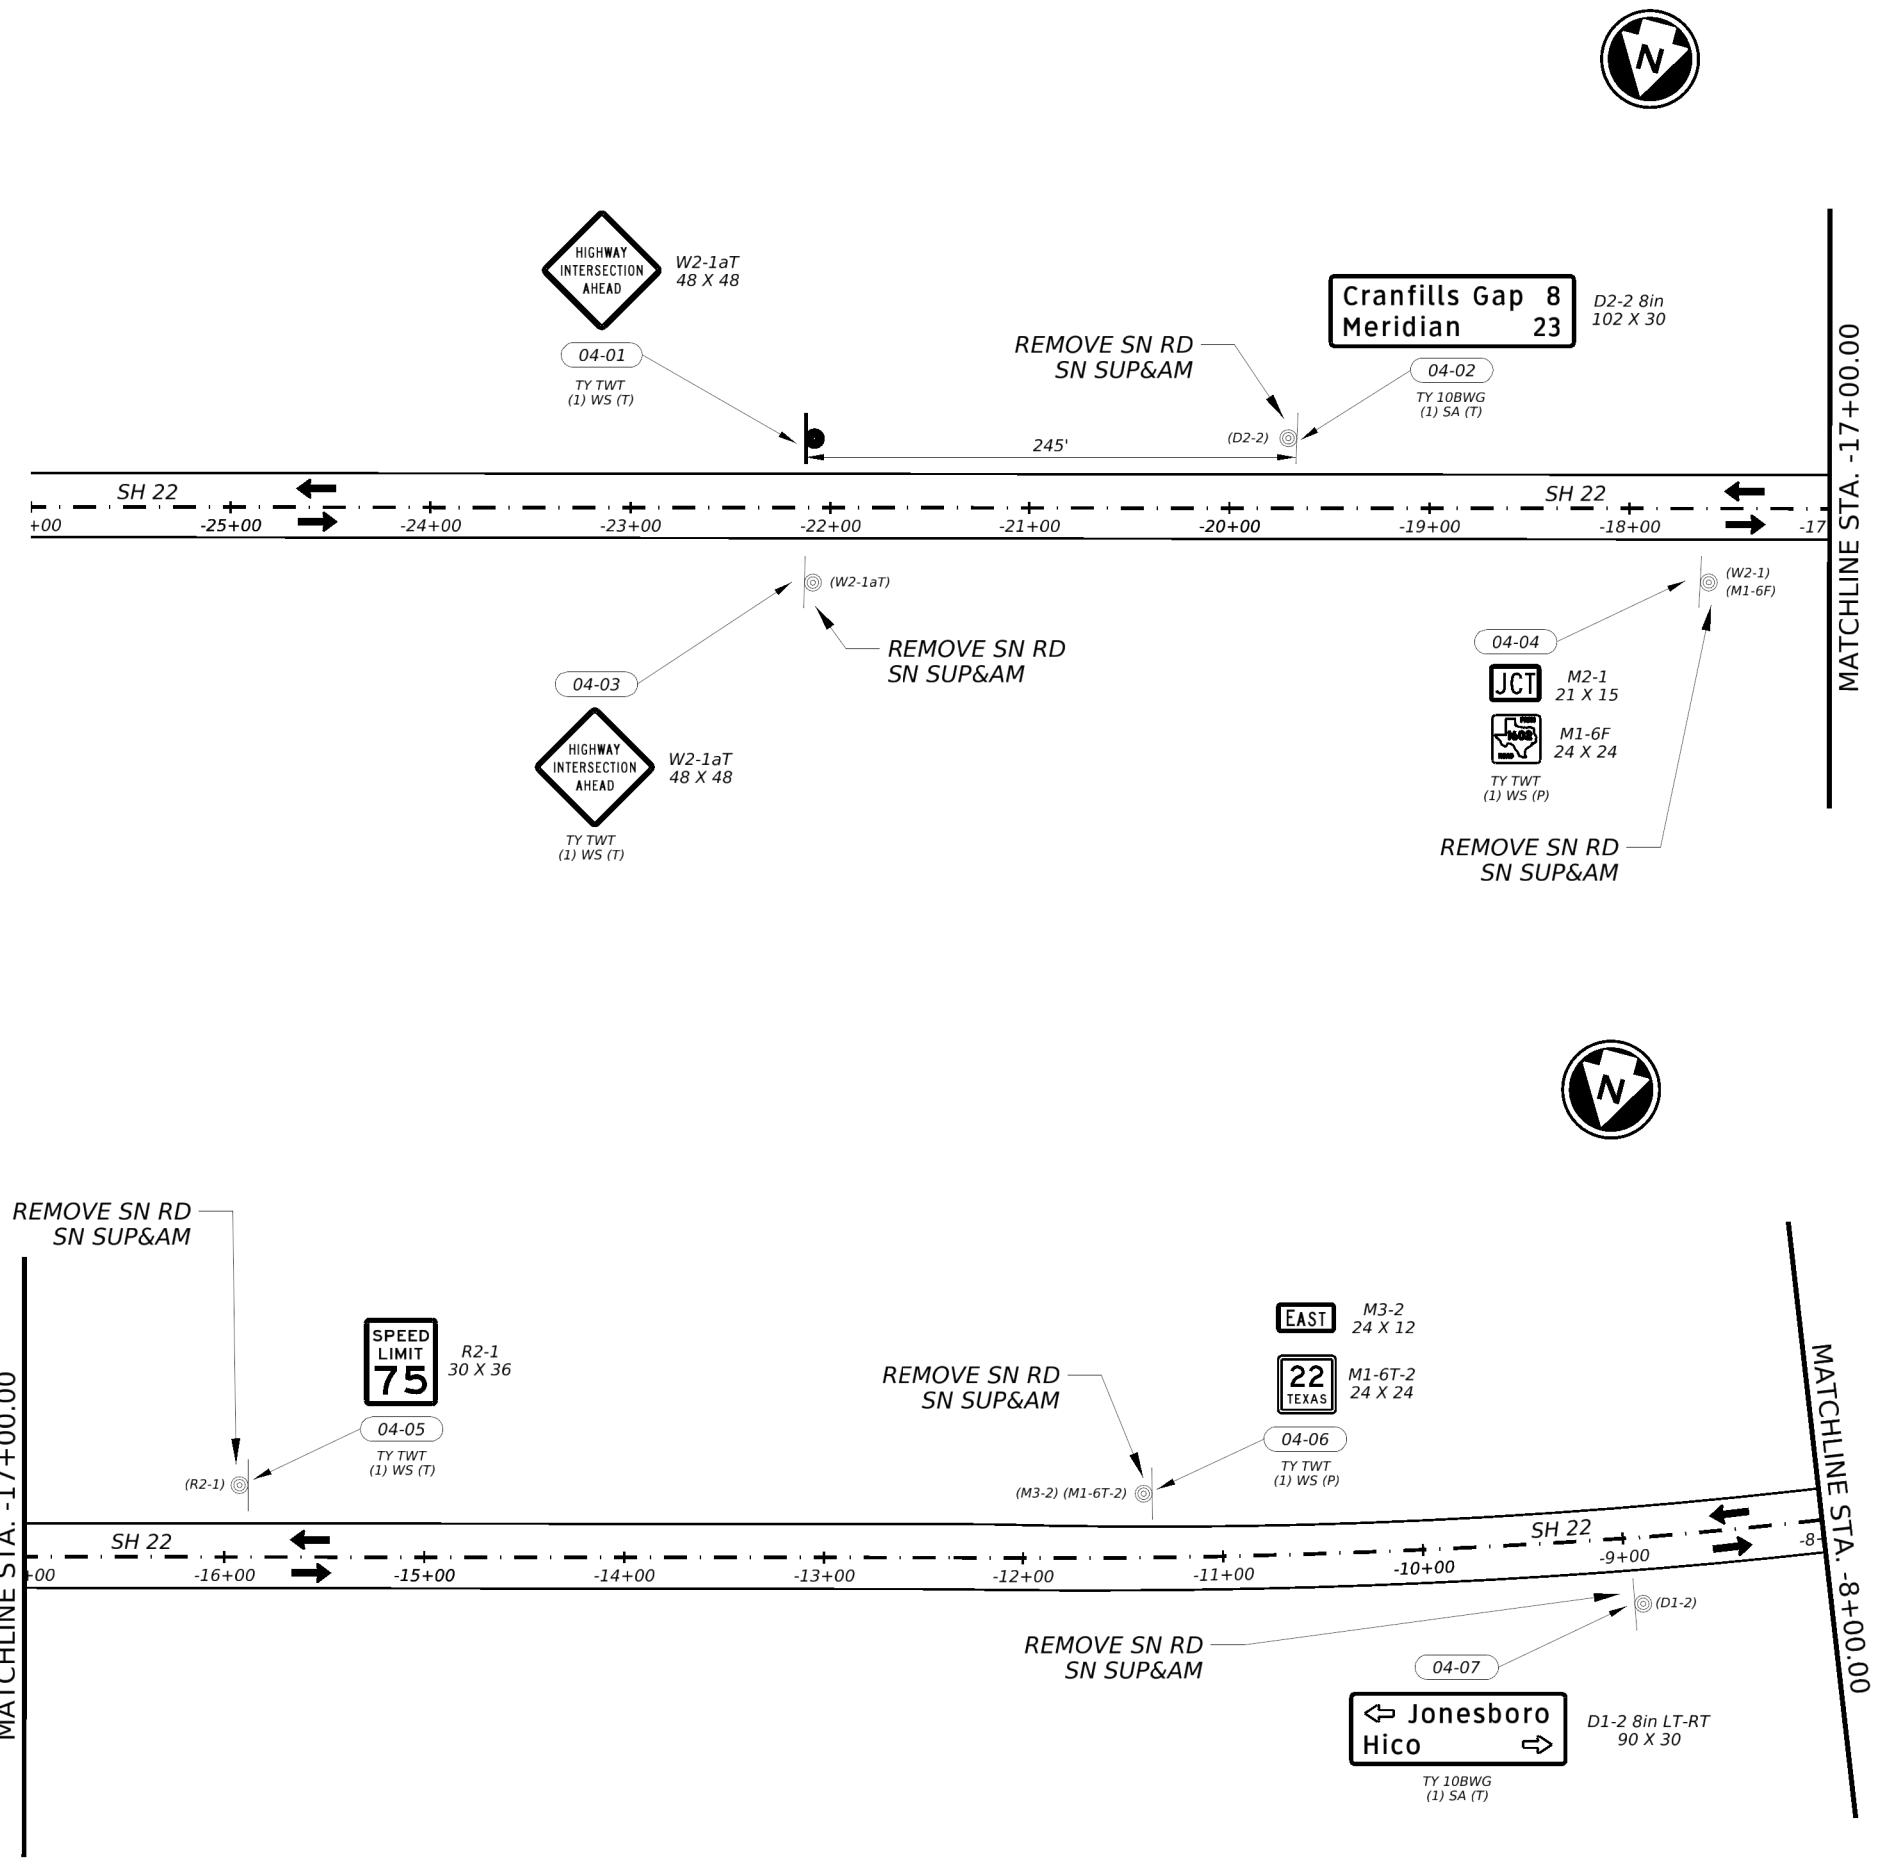 N
HIGHWAY
INTERSECTION
AHEAD
W2-1aT
48 X 48
04-01
TY TWT
(1) WS (T)
REMOVE SN RD
SN SUP&AM
Cranfills Gap 8
Meridian 23
D2-2 8in
102 X 30
04-02
TY 10BWG
(1) SA (T)
(D2-2)
245'
MATCHLINE STA. -17+00.00
SH 22
SH 22
+00
-25+00
-24+00
-23+00
-22+00
-21+00
-20+00
-19+00
-18+00
-17
(W2-1aT)
REMOVE SN RD
SN SUP&AM
04-03
HIGHWAY
INTERSECTION
AHEAD
W2-1aT
48 X 48
TY TWT
(1) WS (T)
(W2-1)
(M1-6F)
04-04
JCT
M2-1
21 X 15
FARM
1602
ROAD
M1-6F
24 X 24
TY TWT
(1) WS (P)
REMOVE SN RD
SN SUP&AM
N
REMOVE SN RD
SN SUP&AM
MATCHLINE STA. -17+00.00
SPEED
LIMIT
75
R2-1
30 X 36
04-05
TY TWT
(1) WS (T)
(R2-1)
REMOVE SN RD
SN SUP&AM
EAST
M3-2
24 X 12
22
TEXAS
M1-6T-2
24 X 24
04-06
TY TWT
(1) WS (P)
(M3-2) (M1-6T-2)
MATCHLINE STA. -8+00.00
SH 22
SH 22
+00
-16+00
-15+00
-14+00
-13+00
-12+00
-11+00
-10+00
-9+00
-8
(D1-2)
REMOVE SN RD
SN SUP&AM
04-07
Jonesboro
Hico
D1-2 8in LT-RT
90 X 30
TY 10BWG
(1) SA (T)